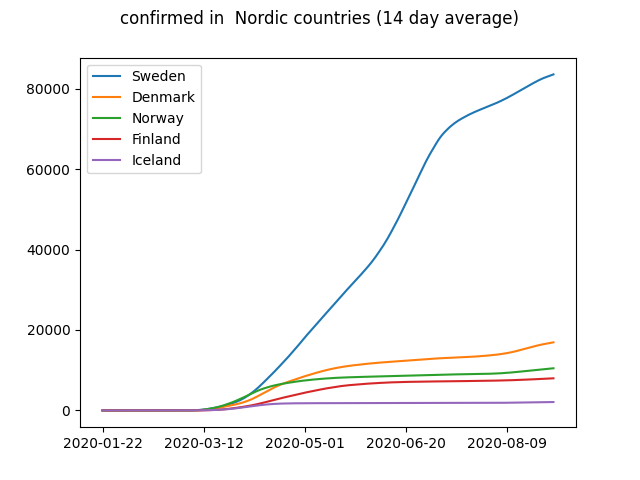 confirmed in  Nordic countries (14 day average)
Sweden
Denmark
Norway
Finland
Iceland
80000
60000
40000
20000
0
2020-01-22 2020-03-12 2020-05-01 2020-06-20 2020-08-09